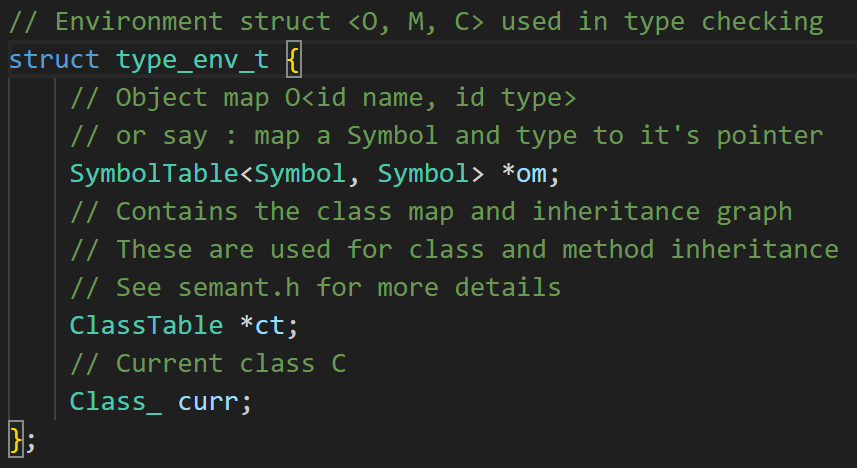 // Environment struct <O, M, C> used in type checking
struct type_env_t {
// Object map O<id name, id type>
// or say : map a Symbol and type to it's pointer
SymbolTable<Symbol, Symbol> *om;
// Contains the class map and inheritance graph
// These are used for class and method inheritance
// See semant.h for more details
ClassTable *ct;
// Current class C
Class_ curr;
};